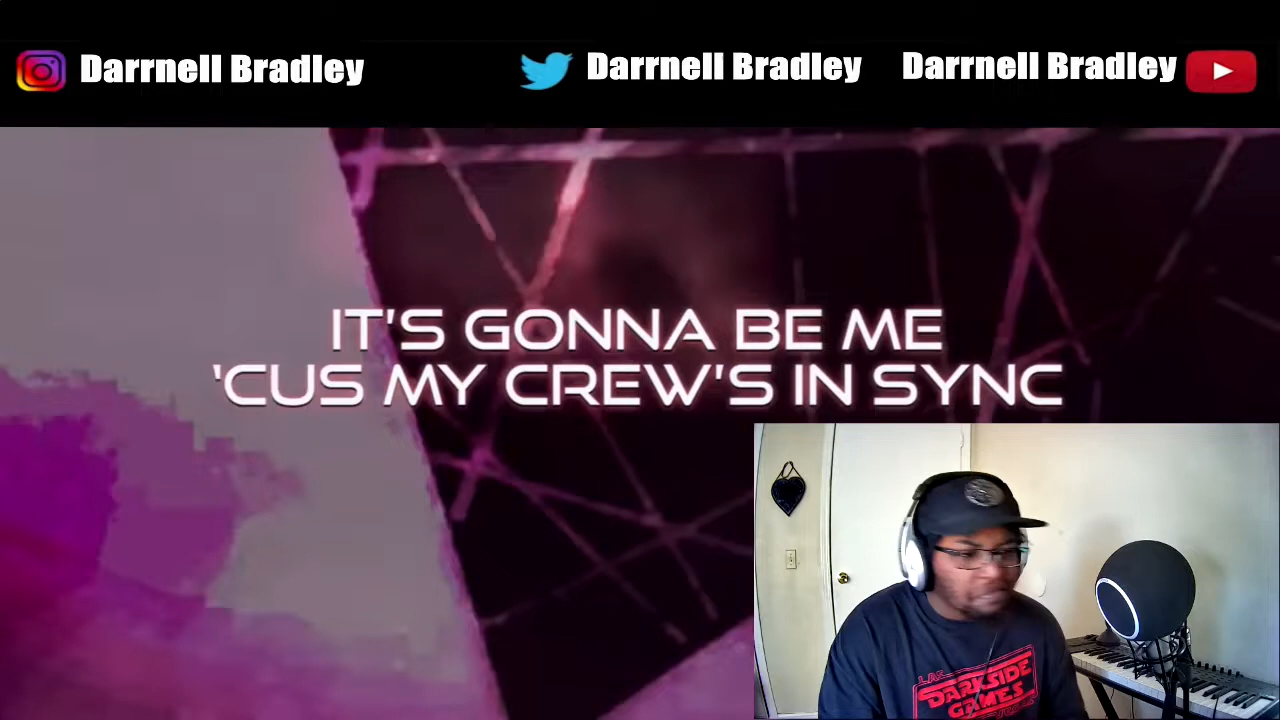 Darrnell Bradley
Darrnell Bradley
Darrnell Bradley
IT'S GONNA BE ME
'CUS MY CREW'S IN SYNC
DARKSIDE
GAMES